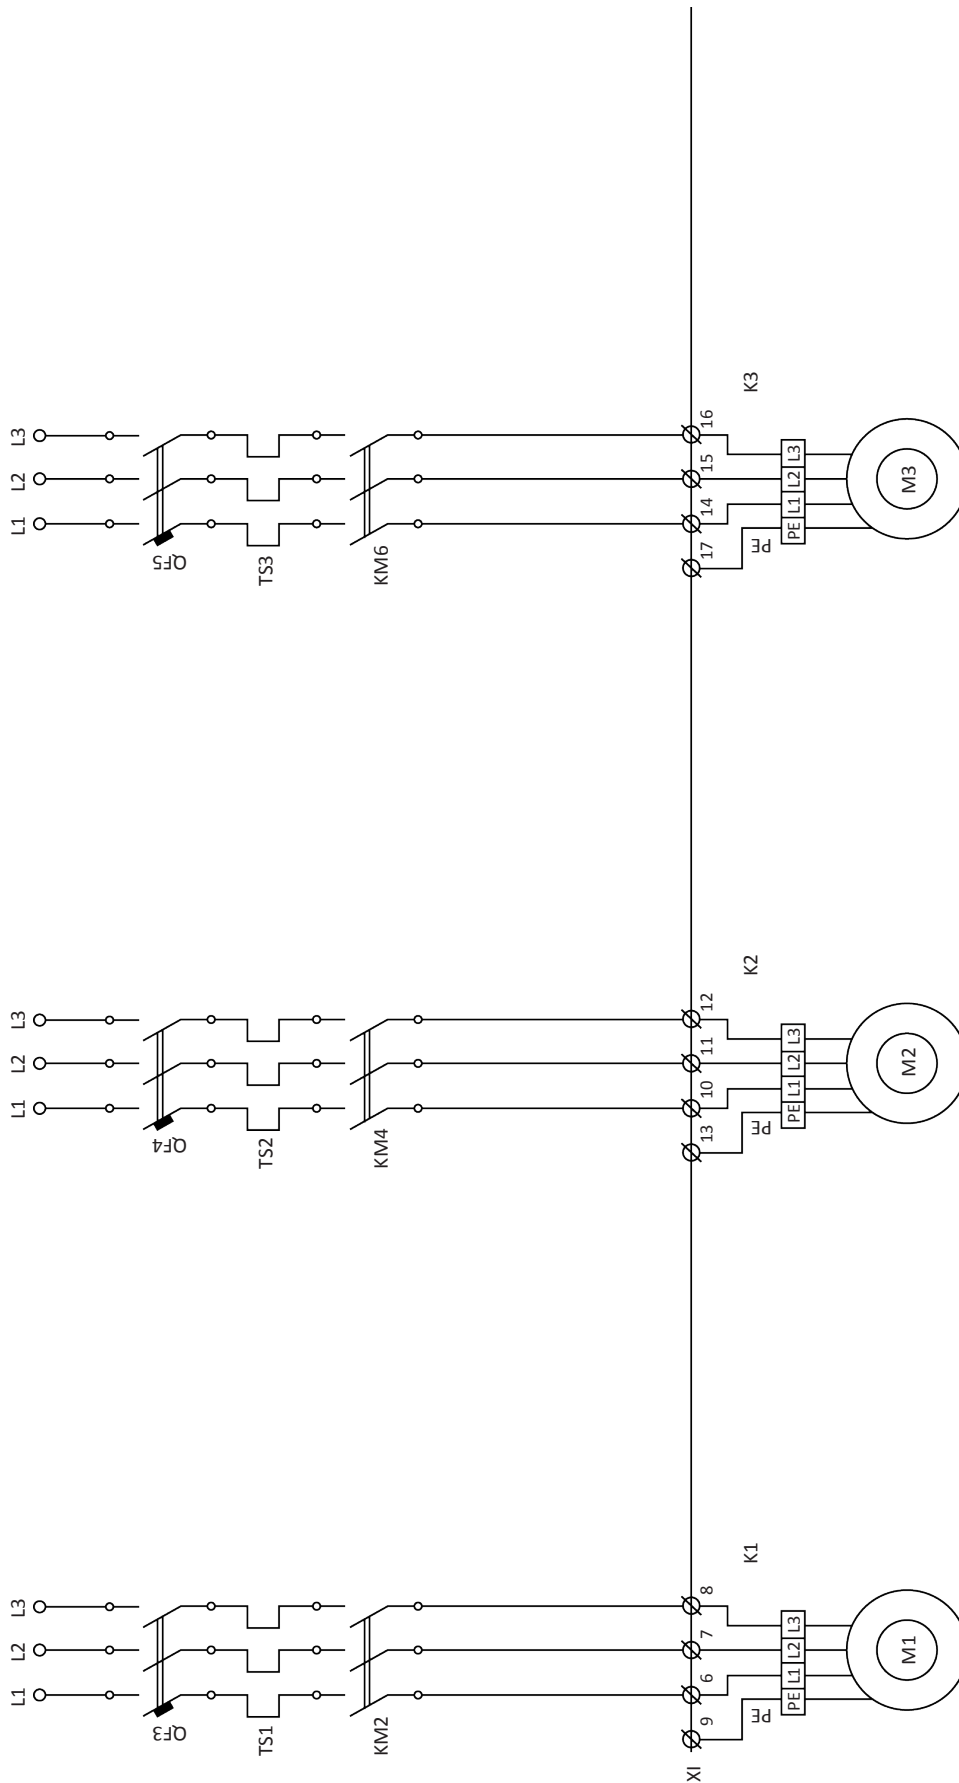 L1 L2 L3
QF3
TS1
KM2
XI
9 6 7 8
PE
K1
PE L1 L2 L3
M1
L1 L2 L3
QF4
TS2
KM4
13 10 11 12
PE
K2
PE L1 L2 L3
M2
L1 L2 L3
QF5
TS3
KM6
17 14 15 16
PE
K3
PE L1 L2 L3
M3